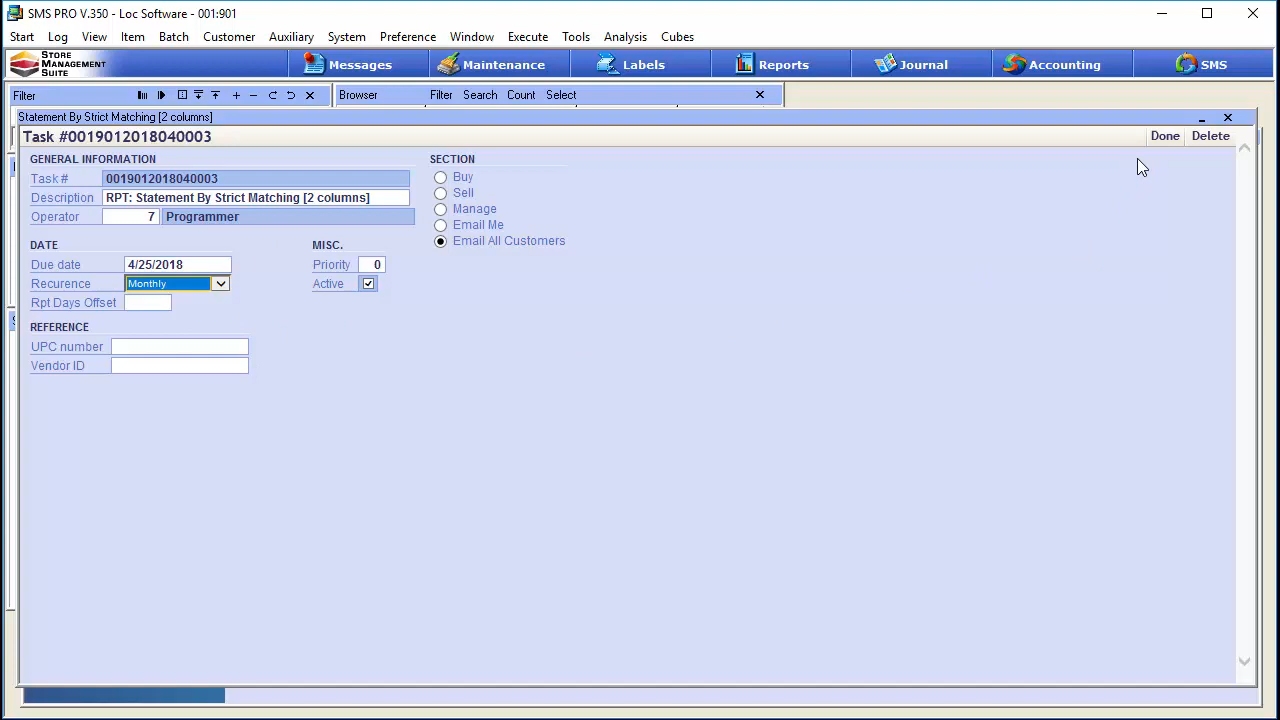 SMS PRO V.350 - Loc Software - 001:901
Start Log View Item Batch Customer Auxiliary System Preference Window Execute Tools Analysis Cubes
STORE
MANAGEMENT
SUITE
Messages Maintenance Labels Reports Journal Accounting SMS
Filter Browser Filter Search Count Select
Statement By Strict Matching [2 columns]
Task #0019012018040003 Done Delete
GENERAL INFORMATION
Task # 0019012018040003
Description RPT: Statement By Strict Matching [2 columns]
Operator 7 Programmer
SECTION
Buy
Sell
Manage
Email Me
Email All Customers
DATE
Due date 4/25/2018
Recurence Monthly
Rpt Days Offset
MISC.
Priority 0
Active
REFERENCE
UPC number
Vendor ID